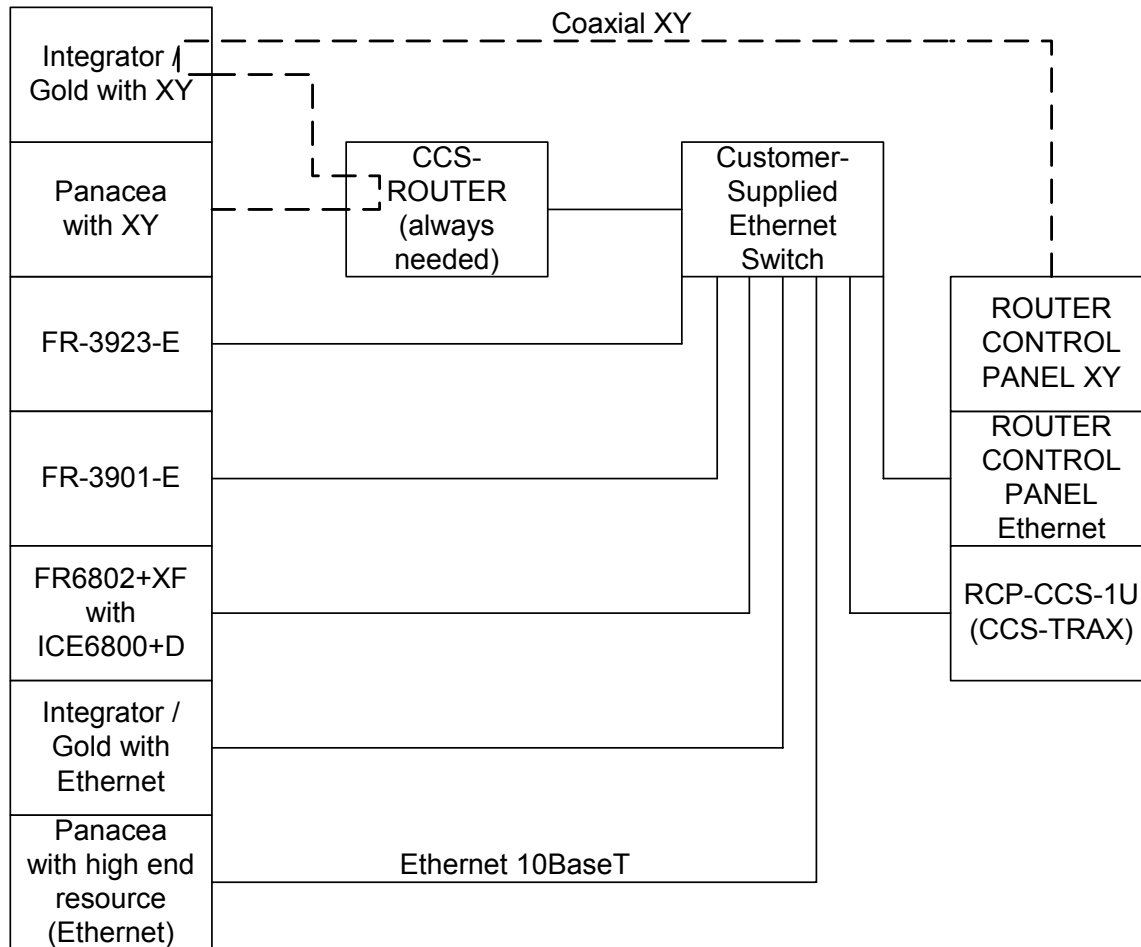 Coaxial XY
Integrator /
Gold with XY
Panacea
with XY
FR-3923-E
FR-3901-E
FR6802+XF
with
ICE6800+D
Integrator /
Gold with
Ethernet
Panacea
with high end
resource
(Ethernet)
CCS-
ROUTER
(always
needed)
Customer-
Supplied
Ethernet
Switch
ROUTER
CONTROL
PANEL XY
ROUTER
CONTROL
PANEL
Ethernet
RCP-CCS-1U
(CCS-TRAX)
Ethernet 10BaseT